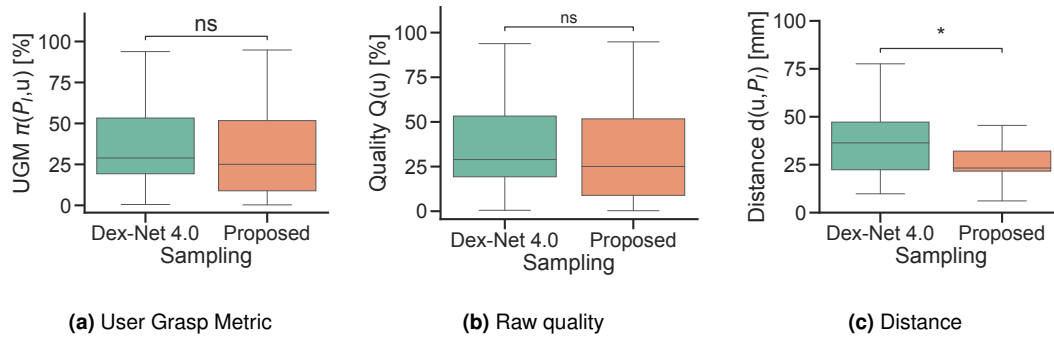 ns
UGM π(P_l,u) [%]
100
75
50
25
0
Dex-Net 4.0 Proposed
Sampling
(a) User Grasp Metric
ns
Quality Q(u) [%]
100
75
50
25
0
Dex-Net 4.0 Proposed
Sampling
(b) Raw quality
*
Distance d(u,P_l) [mm]
100
75
50
25
0
Dex-Net 4.0 Proposed
Sampling
(c) Distance